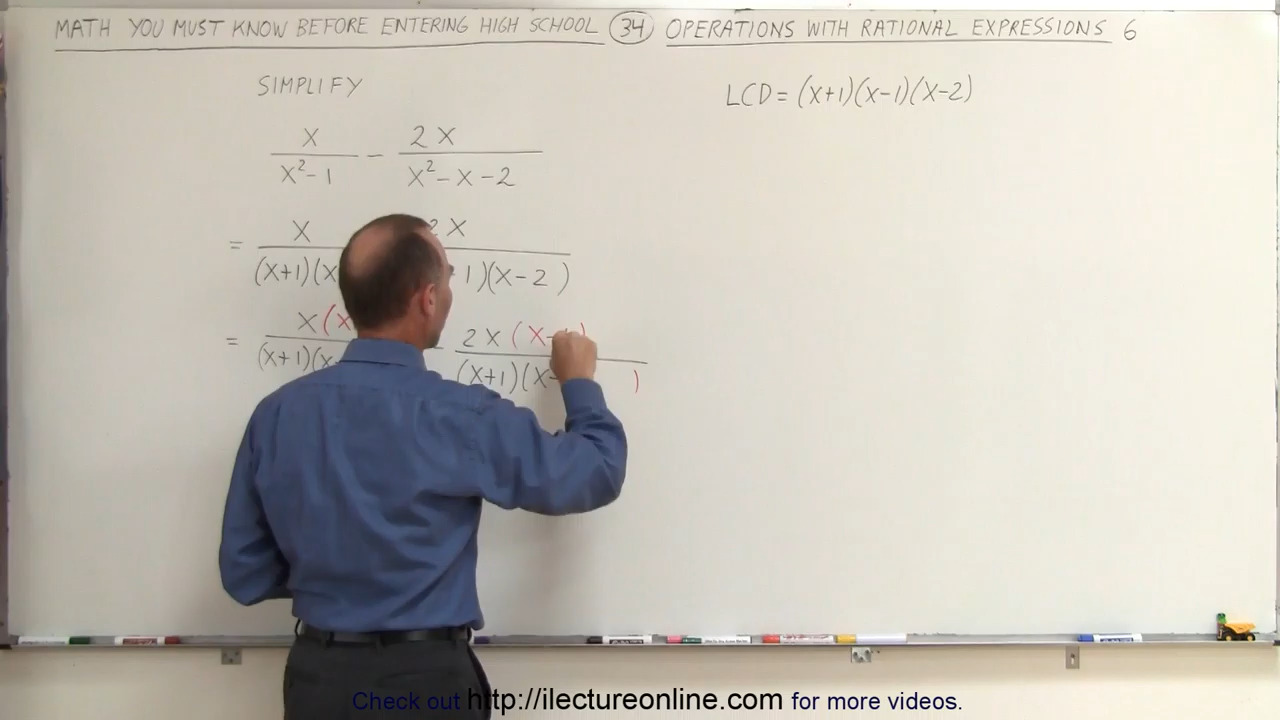 MATH YOU MUST KNOW BEFORE ENTERING HIGH SCHOOL 34 OPERATIONS WITH RATIONAL EXPRESSIONS 6
SIMPLIFY
LCD = (X+1)(X-1)(X-2)
X / X²-1 - 2X / X²-X-2
= X / (X+1)(X 2X / 1)(X-2)
= X(X / (X+1)(X - 2X(X- ) / (X+1)(X- )
Check out http://ilectureonline.com for more videos.